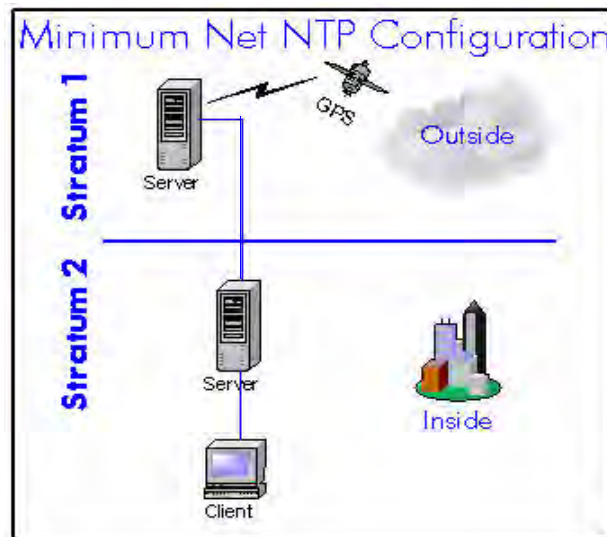 Minimum Net NTP Configuration
Stratum 1
Server
GPS
Outside
Stratum 2
Server
Inside
Client